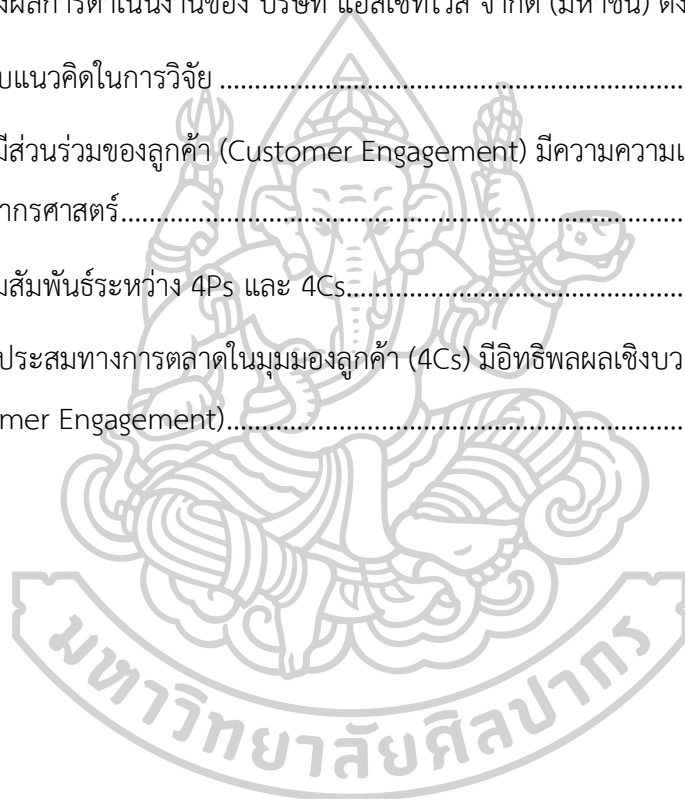 งผลการดำเนินงานของ บริษัท แอสเซทไวส์ จำกัด (มหาชน) ดัง
บแนวคิดในการวิจัย ........................................................................
มีส่วนร่วมของลูกค้า (Customer Engagement) มีความความแ
ากรศาสตร์........................................................................................
มสัมพันธ์ระหว่าง 4Ps และ 4Cs....................................................
ประสมทางการตลาดในมุมมองลูกค้า (4Cs) มีอิทธิพลผลเชิงบว
mer Engagement)........................................................................
มหาวิทยาลัยศิลปากร